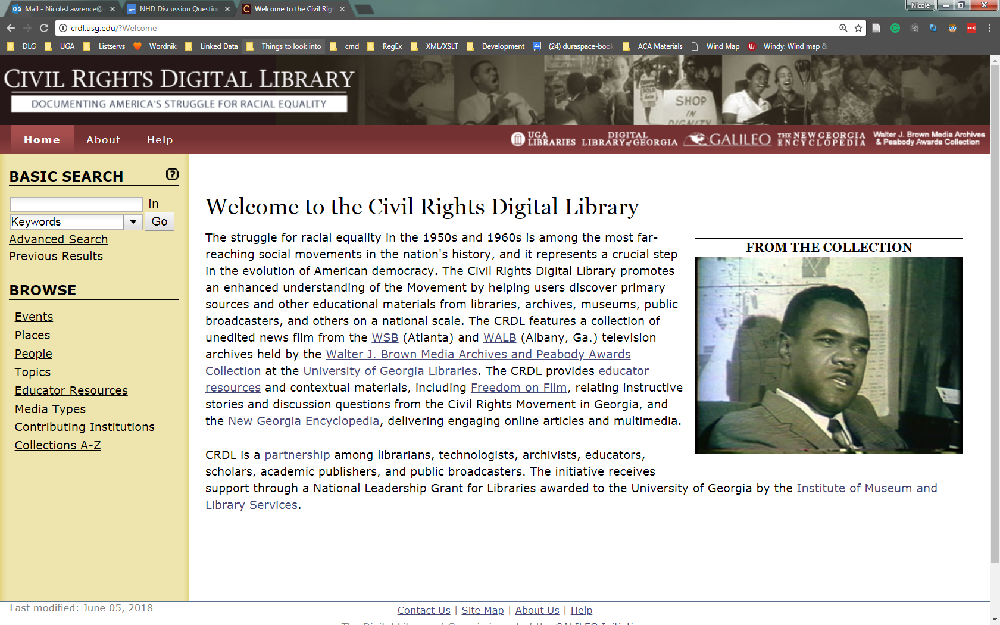 Mail - Nicole.Lawrence@
NHD Discussion Question
Welcome to the Civil Rig
Nicole
crdl.usg.edu/?Welcome
DLG UGA Listservs Wordnik Linked Data Things to look into cmd RegEx XML/XSLT Development (24) duraspace-book ACA Materials Wind Map Windy: Wind map &
CIVIL RIGHTS DIGITAL LIBRARY
DOCUMENTING AMERICA'S STRUGGLE FOR RACIAL EQUALITY
SHOP
IN
DIGNITY
Home About Help
UGA LIBRARIES
DIGITAL LIBRARY of GEORGIA
GALILEO
THE NEW GEORGIA ENCYCLOPEDIA
Walter J. Brown Media Archives & Peabody Awards Collection
BASIC SEARCH
in
Keywords Go
Advanced Search
Previous Results
BROWSE
Events
Places
People
Topics
Educator Resources
Media Types
Contributing Institutions
Collections A-Z
Welcome to the Civil Rights Digital Library
The struggle for racial equality in the 1950s and 1960s is among the most far-
reaching social movements in the nation's history, and it represents a crucial step
in the evolution of American democracy. The Civil Rights Digital Library promotes
an enhanced understanding of the Movement by helping users discover primary
sources and other educational materials from libraries, archives, museums, public
broadcasters, and others on a national scale. The CRDL features a collection of
unedited news film from the WSB (Atlanta) and WALB (Albany, Ga.) television
archives held by the Walter J. Brown Media Archives and Peabody Awards
Collection at the University of Georgia Libraries. The CRDL provides educator
resources and contextual materials, including Freedom on Film, relating instructive
stories and discussion questions from the Civil Rights Movement in Georgia, and
the New Georgia Encyclopedia, delivering engaging online articles and multimedia.
FROM THE COLLECTION
CRDL is a partnership among librarians, technologists, archivists, educators,
scholars, academic publishers, and public broadcasters. The initiative receives
support through a National Leadership Grant for Libraries awarded to the University of Georgia by the Institute of Museum and
Library Services.
Last modified: June 05, 2018
Contact Us | Site Map | About Us | Help